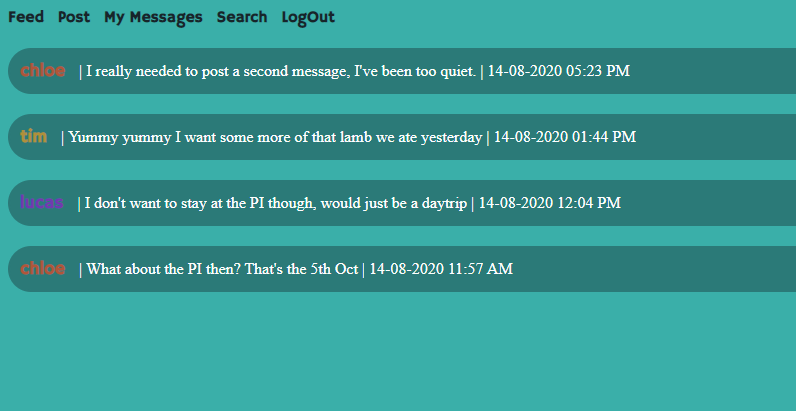 Feed Post My Messages Search LogOut
chloe | I really needed to post a second message, I've been too quiet. | 14-08-2020 05:23 PM
tim | Yummy yummy I want some more of that lamb we ate yesterday | 14-08-2020 01:44 PM
lucas | I don't want to stay at the PI though, would just be a daytrip | 14-08-2020 12:04 PM
chloe | What about the PI then? That's the 5th Oct | 14-08-2020 11:57 AM